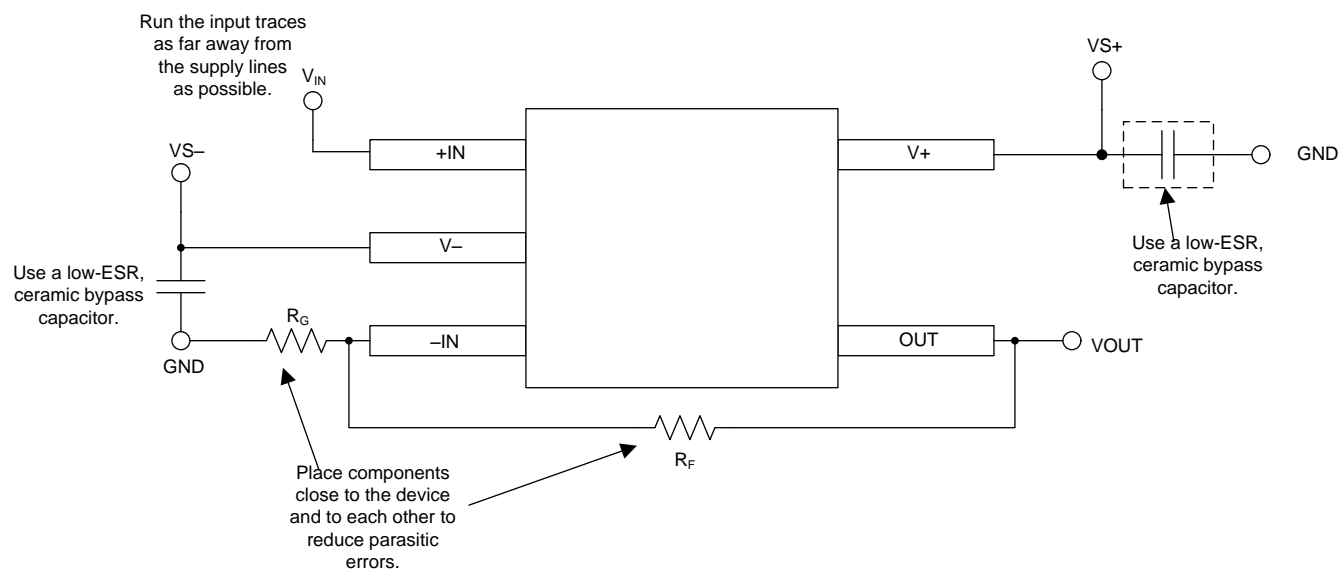 Run the input traces
as far away from
the supply lines
as possible.
VIN
VS+
+IN
V+
GND
VS–
V–
Use a low-ESR,
ceramic bypass
capacitor.
Use a low-ESR,
ceramic bypass
capacitor.
RG
–IN
OUT
VOUT
GND
RF
Place components
close to the device
and to each other to
reduce parasitic
errors.